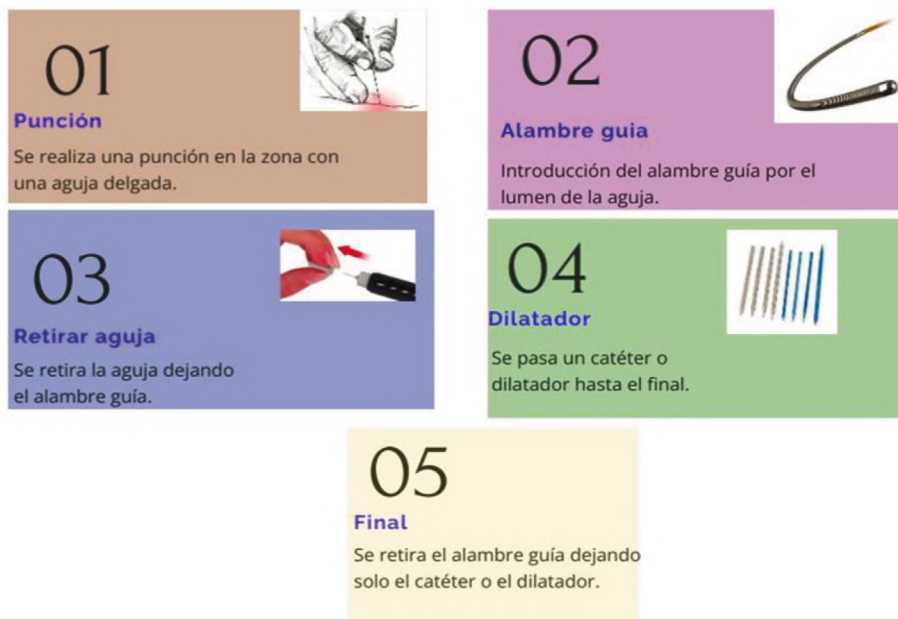 01
Punción
Se realiza una punción en la zona con
una aguja delgada.
02
Alambre guia
Introducción del alambre guía por el
lumen de la aguja.
03
Retirar aguja
Se retira la aguja dejando
el alambre guía.
04
Dilatador
Se pasa un catéter o
dilatador hasta el final.
05
Final
Se retira el alambre guía dejando
solo el catéter o el dilatador.